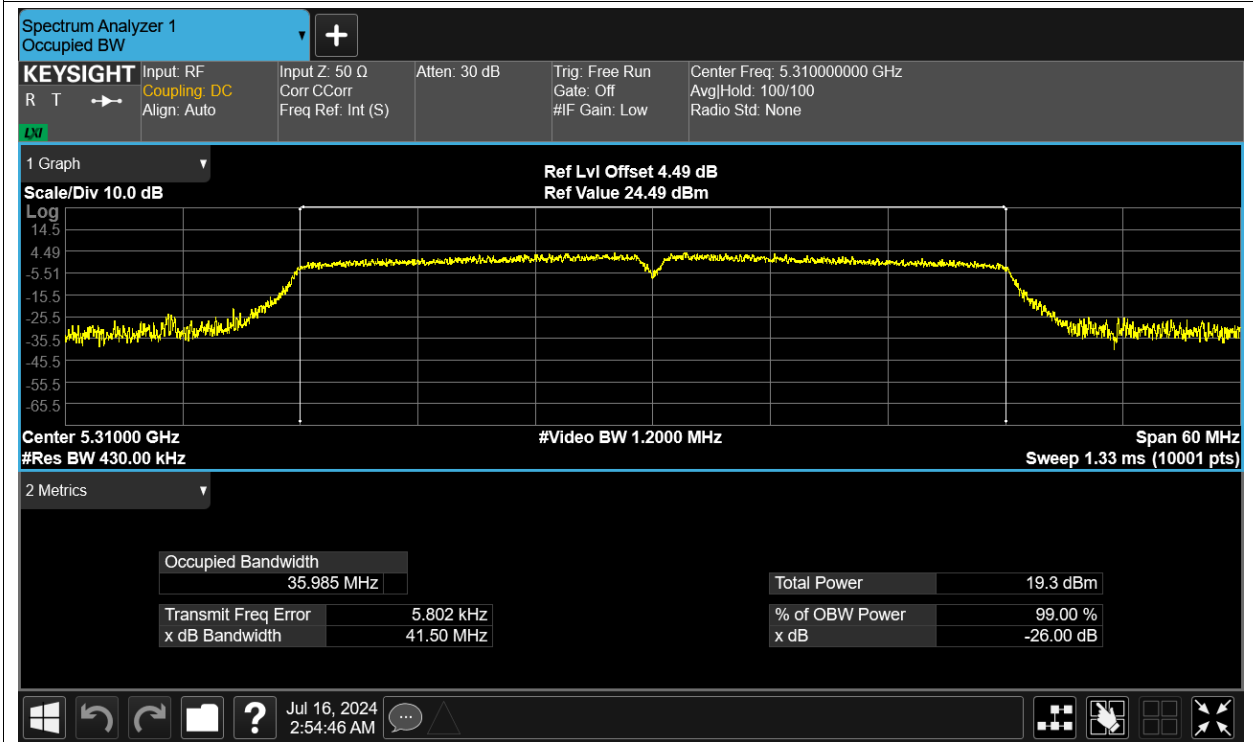 Spectrum Analyzer 1
Occupied BW
KEYSIGHT
R T
LXI
Input: RF
Coupling: DC
Align: Auto
Input Z: 50 Ω
Corr CCorr
Freq Ref: Int (S)
Atten: 30 dB
Trig: Free Run
Gate: Off
#IF Gain: Low
Center Freq: 5.310000000 GHz
Avg|Hold: 100/100
Radio Std: None
1 Graph
Scale/Div 10.0 dB
Ref Lvl Offset 4.49 dB
Ref Value 24.49 dBm
Log
14.5
4.49
-5.51
-15.5
-25.5
-35.5
-45.5
-55.5
-65.5
Center 5.31000 GHz
#Res BW 430.00 kHz
#Video BW 1.2000 MHz
Span 60 MHz
Sweep 1.33 ms (10001 pts)
2 Metrics
Occupied Bandwidth
35.985 MHz
Transmit Freq Error 5.802 kHz
x dB Bandwidth 41.50 MHz
Total Power 19.3 dBm
% of OBW Power 99.00 %
x dB -26.00 dB
?
Jul 16, 2024
2:54:46 AM